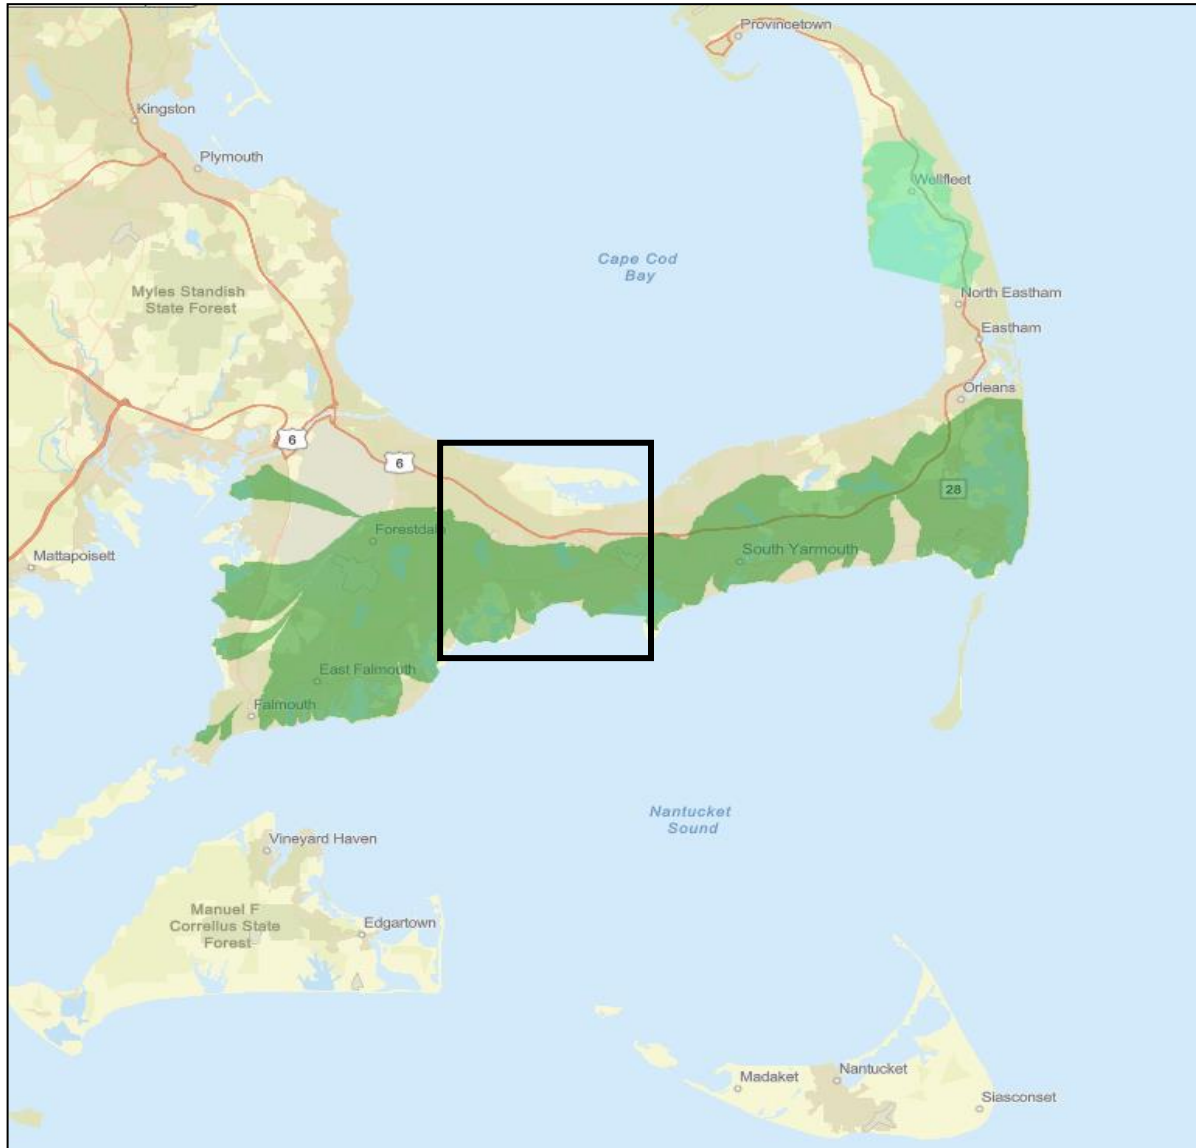 Provincetown
Kingston
Plymouth
Wellfleet
Cape Cod
Bay
Myles Standish
State Forest
North Eastham
Eastham
Orleans
6
6
28
Forestdale
Mattapoisett
South Yarmouth
East Falmouth
Falmouth
Nantucket
Sound
Vineyard Haven
Manuel F
Correllus State
Forest
Edgartown
Madaket
Nantucket
Siasconset